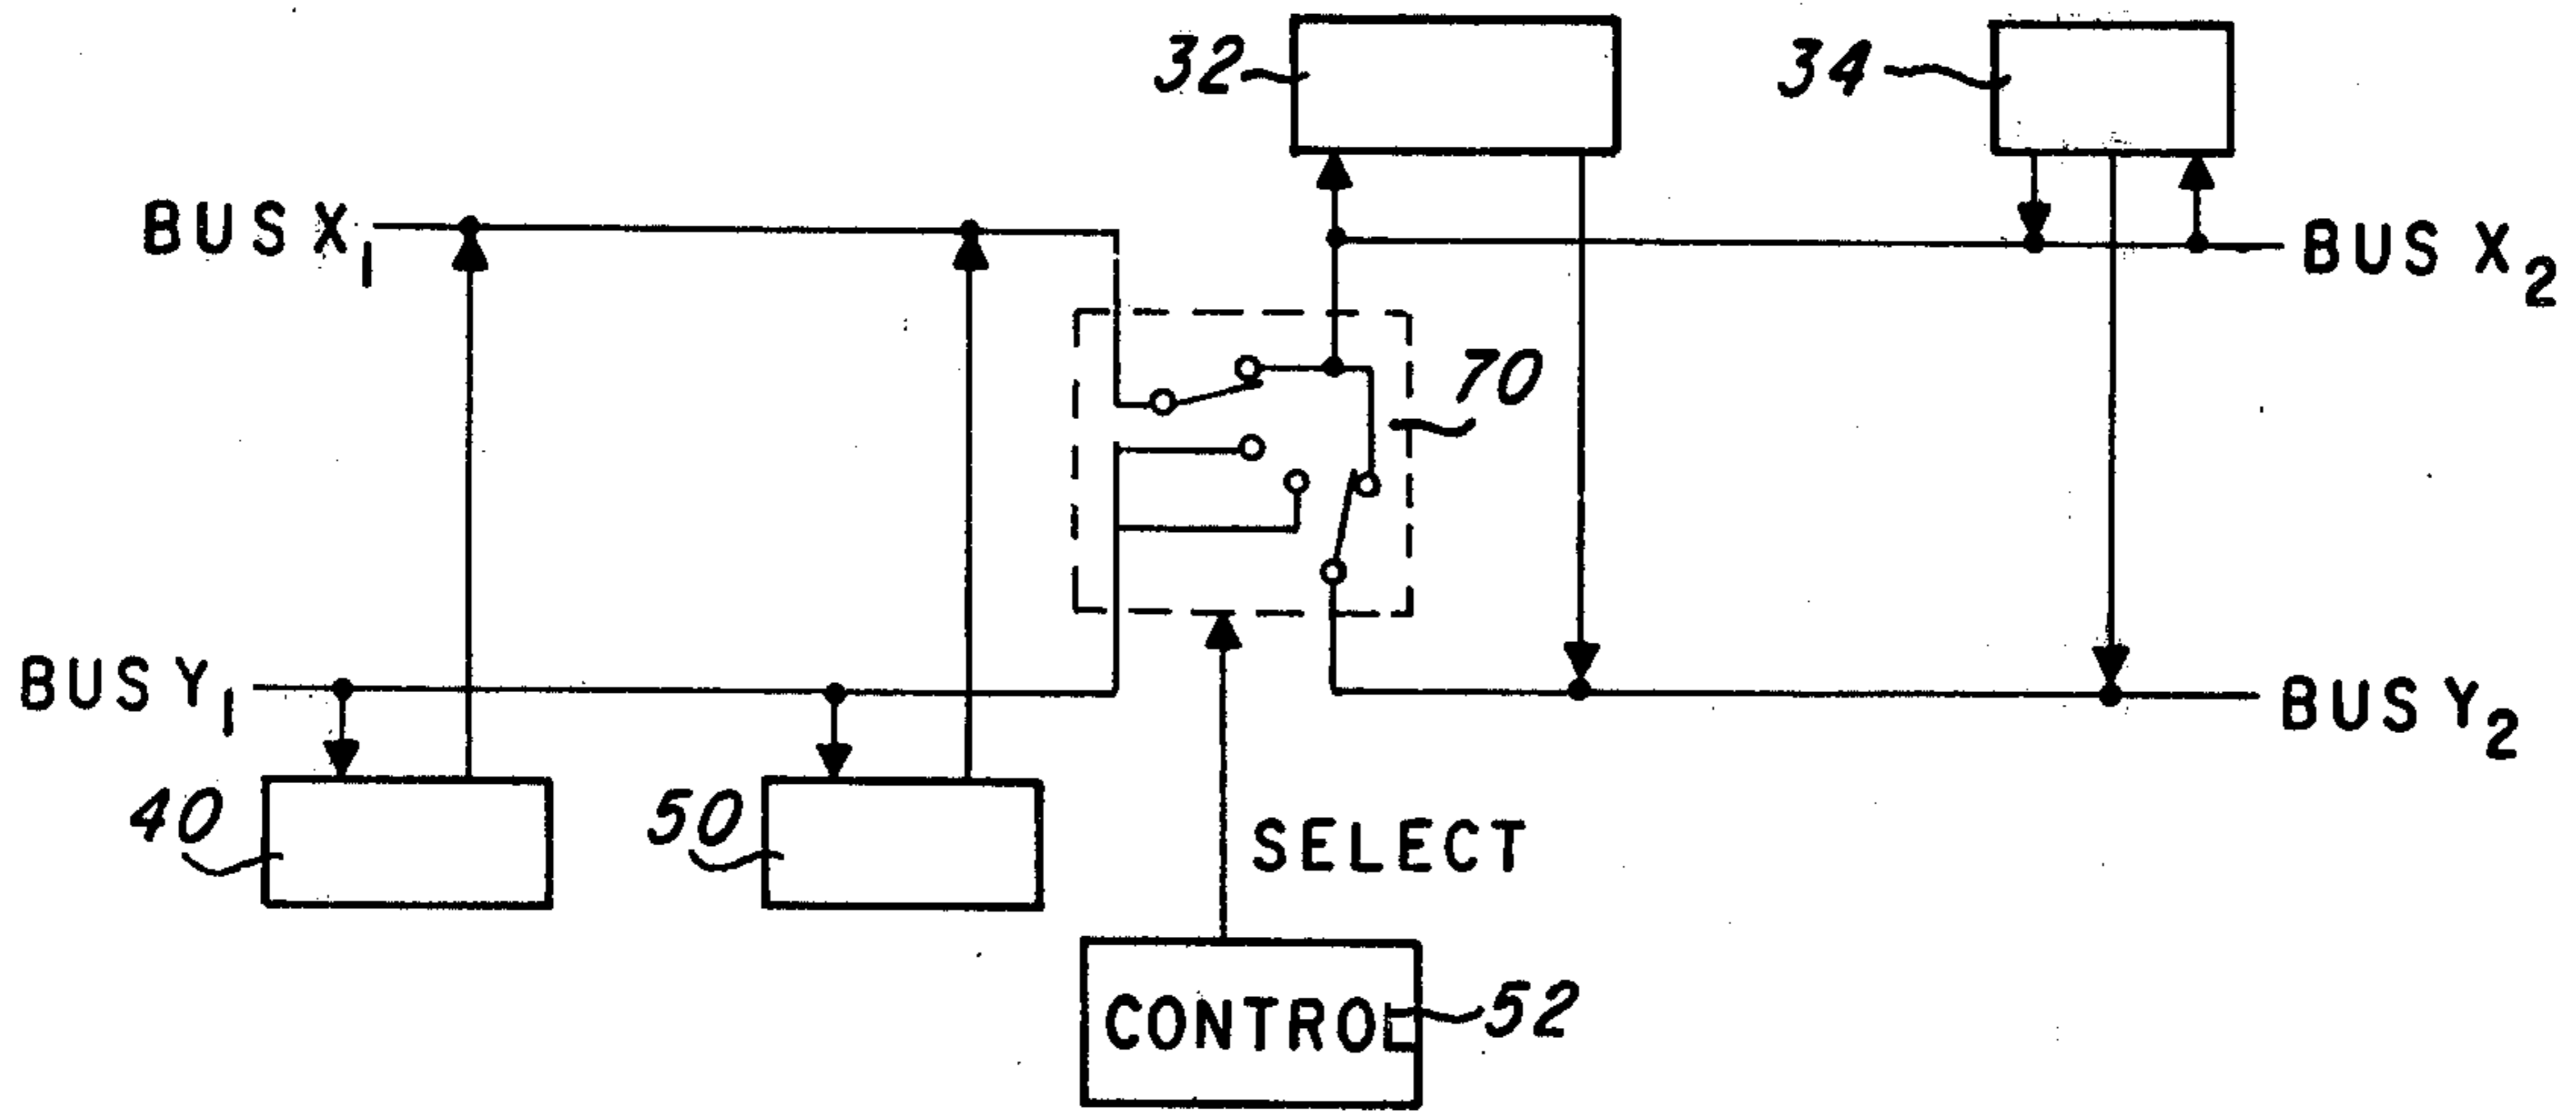 32
34
BUS X1
BUS X2
70
BUS Y1
BUS Y2
40
50
SELECT
CONTROL
52